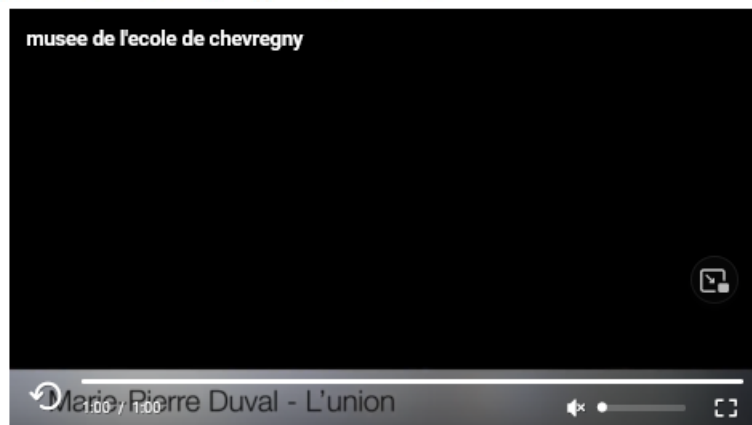 musee de l'ecole de chevregny
Marie-Pierre Duval - L'union
1:00 / 1:00